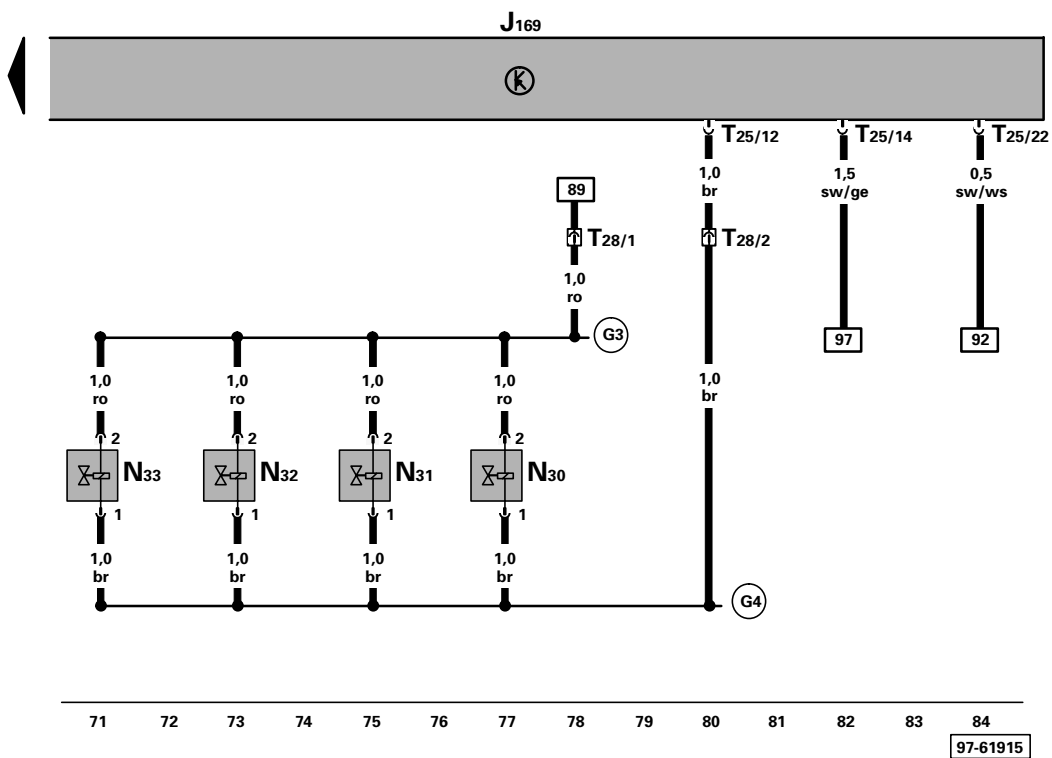 J169
T25/12 T25/14 T25/22
1,0 1,5 0,5
br sw/ge sw/ws
89
T28/1 T28/2
1,0
ro
G3 97 92
1,0 1,0 1,0 1,0 1,0
ro ro ro ro br
2 2 2 2
N33 N32 N31 N30
1 1 1 1
1,0 1,0 1,0 1,0
br br br br
G4
71 72 73 74 75 76 77 78 79 80 81 82 83 84
97-61915